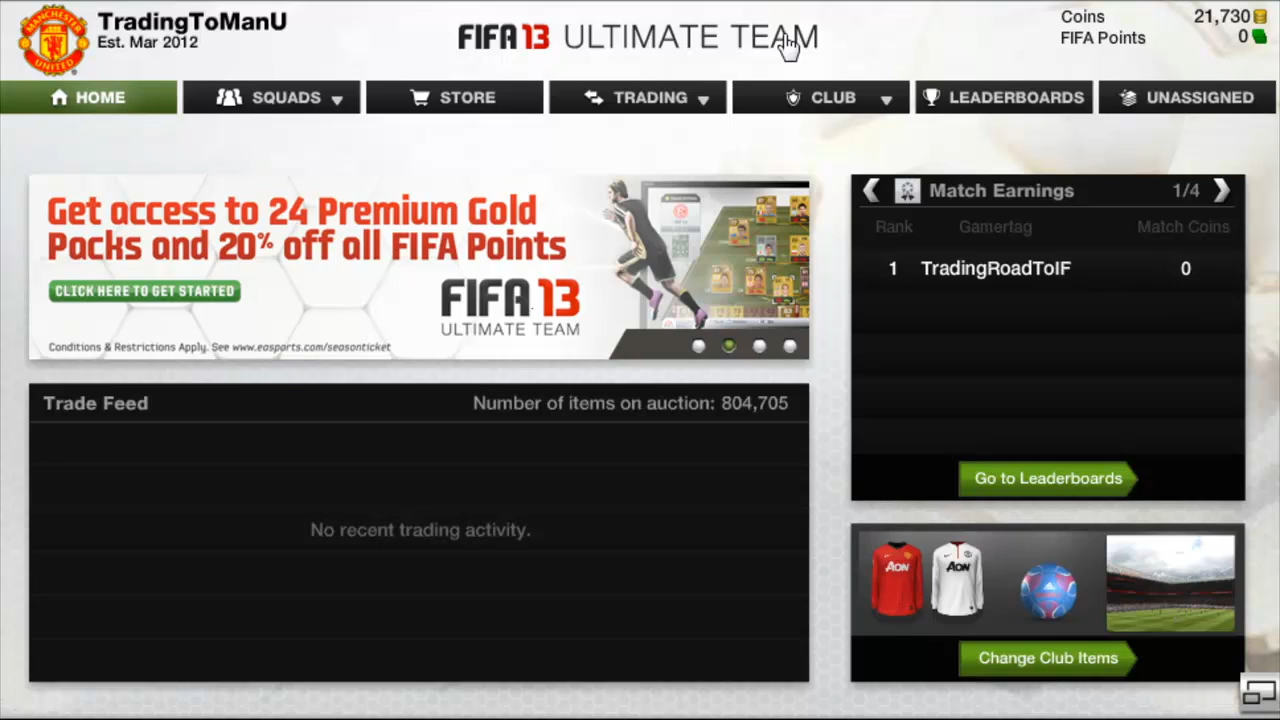 MANCHESTER
UNITED
TradingToManU
Est. Mar 2012
FIFA 13 ULTIMATE TEAM
Coins 21,730
FIFA Points 0
HOME
SQUADS
STORE
TRADING
CLUB
LEADERBOARDS
UNASSIGNED
Get access to 24 Premium Gold
Packs and 20% off all FIFA Points
CLICK HERE TO GET STARTED
FIFA 13
ULTIMATE TEAM
Conditions & Restrictions Apply. See www.easports.com/seasonticket
Match Earnings 1/4
Rank Gamertag Match Coins
1 TradingRoadToIF 0
Go to Leaderboards
Trade Feed Number of items on auction: 804,705
No recent trading activity.
AON
AON
Change Club Items